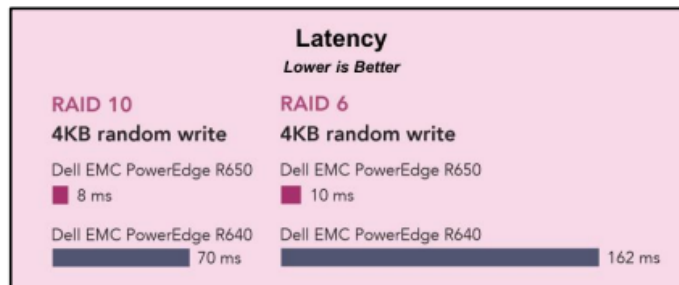 Latency
Lower is Better
RAID 10
4KB random write
Dell EMC PowerEdge R650
8 ms
Dell EMC PowerEdge R640
70 ms
RAID 6
4KB random write
Dell EMC PowerEdge R650
10 ms
Dell EMC PowerEdge R640
162 ms